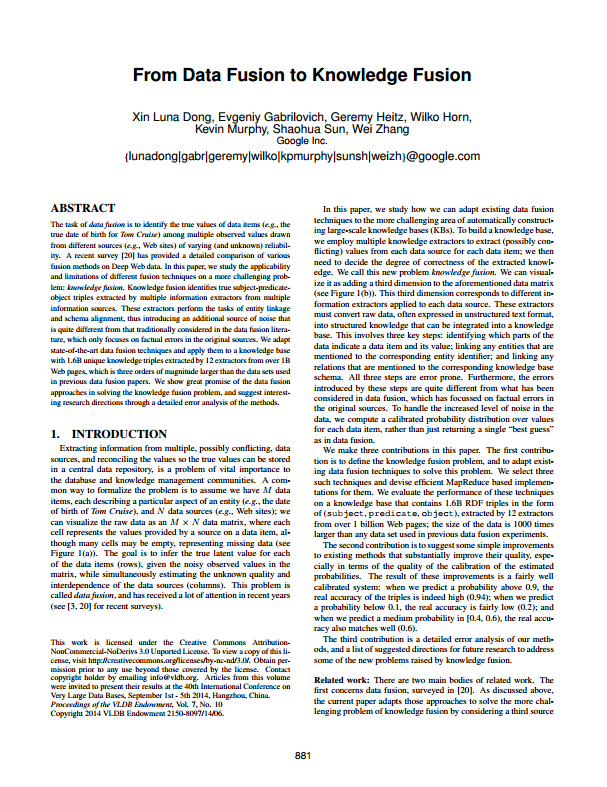 From Data Fusion to Knowledge Fusion
Xin Luna Dong, Evgeniy Gabrilovich, Geremy Heitz, Wilko Horn,
Kevin Murphy, Shaohua Sun, Wei Zhang
Google Inc.
{lunadong|gabr|geremy|wilko|kpmurphy|sunsh|weizh}@google.com
ABSTRACT
The task of data fusion is to identify the true values of data items (e.g., the
true date of birth for Tom Cruise) among multiple observed values drawn
from different sources (e.g., Web sites) of varying (and unknown) reliabil-
ity. A recent survey [20] has provided a detailed comparison of various
fusion methods on Deep Web data. In this paper, we study the applicability
and limitations of different fusion techniques on a more challenging prob-
lem: knowledge fusion. Knowledge fusion identifies true subject-predicate-
object triples extracted by multiple information extractors from multiple
information sources. These extractors perform the tasks of entity linkage
and schema alignment, thus introducing an additional source of noise that
is quite different from that traditionally considered in the data fusion litera-
ture, which only focuses on factual errors in the original sources. We adapt
state-of-the-art data fusion techniques and apply them to a knowledge base
with 1.6B unique knowledge triples extracted by 12 extractors from over 1B
Web pages, which is three orders of magnitude larger than the data sets used
in previous data fusion papers. We show great promise of the data fusion
approaches in solving the knowledge fusion problem, and suggest interest-
ing research directions through a detailed error analysis of the methods.
1. INTRODUCTION
Extracting information from multiple, possibly conflicting, data
sources, and reconciling the values so the true values can be stored
in a central data repository, is a problem of vital importance to
the database and knowledge management communities. A com-
mon way to formalize the problem is to assume we have M data
items, each describing a particular aspect of an entity (e.g., the date
of birth of Tom Cruise), and N data sources (e.g., Web sites); we
can visualize the raw data as an M × N data matrix, where each
cell represents the values provided by a source on a data item, al-
though many cells may be empty, representing missing data (see
Figure 1(a)). The goal is to infer the true latent value for each
of the data items (rows), given the noisy observed values in the
matrix, while simultaneously estimating the unknown quality and
interdependence of the data sources (columns). This problem is
called data fusion, and has received a lot of attention in recent years
(see [3, 20] for recent surveys).
This work is licensed under the Creative Commons Attribution-
NonCommercial-NoDerivs 3.0 Unported License. To view a copy of this li-
cense, visit http://creativecommons.org/licenses/by-nc-nd/3.0/. Obtain per-
mission prior to any use beyond those covered by the license. Contact
copyright holder by emailing info@vldb.org. Articles from this volume
were invited to present their results at the 40th International Conference on
Very Large Data Bases, September 1st - 5th 2014, Hangzhou, China.
Proceedings of the VLDB Endowment, Vol. 7, No. 10
Copyright 2014 VLDB Endowment 2150-8097/14/06.
In this paper, we study how we can adapt existing data fusion
techniques to the more challenging area of automatically construct-
ing large-scale knowledge bases (KBs). To build a knowledge base,
we employ multiple knowledge extractors to extract (possibly con-
flicting) values from each data source for each data item; we then
need to decide the degree of correctness of the extracted knowl-
edge. We call this new problem knowledge fusion. We can visual-
ize it as adding a third dimension to the aforementioned data matrix
(see Figure 1(b)). This third dimension corresponds to different in-
formation extractors applied to each data source. These extractors
must convert raw data, often expressed in unstructured text format,
into structured knowledge that can be integrated into a knowledge
base. This involves three key steps: identifying which parts of the
data indicate a data item and its value; linking any entities that are
mentioned to the corresponding entity identifier; and linking any
relations that are mentioned to the corresponding knowledge base
schema. All three steps are error prone. Furthermore, the errors
introduced by these steps are quite different from what has been
considered in data fusion, which has focussed on factual errors in
the original sources. To handle the increased level of noise in the
data, we compute a calibrated probability distribution over values
for each data item, rather than just returning a single “best guess”
as in data fusion.
We make three contributions in this paper. The first contribu-
tion is to define the knowledge fusion problem, and to adapt exist-
ing data fusion techniques to solve this problem. We select three
such techniques and devise efficient MapReduce based implemen-
tations for them. We evaluate the performance of these techniques
on a knowledge base that contains 1.6B RDF triples in the form
of (subject, predicate, object), extracted by 12 extractors
from over 1 billion Web pages; the size of the data is 1000 times
larger than any data set used in previous data fusion experiments.
The second contribution is to suggest some simple improvements
to existing methods that substantially improve their quality, espe-
cially in terms of the quality of the calibration of the estimated
probabilities. The result of these improvements is a fairly well
calibrated system: when we predict a probability above 0.9, the
real accuracy of the triples is indeed high (0.94); when we predict
a probability below 0.1, the real accuracy is fairly low (0.2); and
when we predict a medium probability in [0.4, 0.6), the real accu-
racy also matches well (0.6).
The third contribution is a detailed error analysis of our meth-
ods, and a list of suggested directions for future research to address
some of the new problems raised by knowledge fusion.
Related work: There are two main bodies of related work. The
first concerns data fusion, surveyed in [20]. As discussed above,
the current paper adapts those approaches to solve the more chal-
lenging problem of knowledge fusion by considering a third source
881